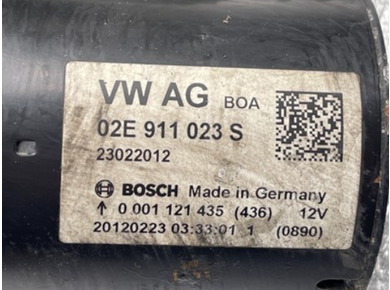 VW AG BOA
02E 911 023 S
23022012
BOSCH Made in Germany
↑ 0 001 121 435 (436) 12V
20120223 03:33:01 1 (0890)